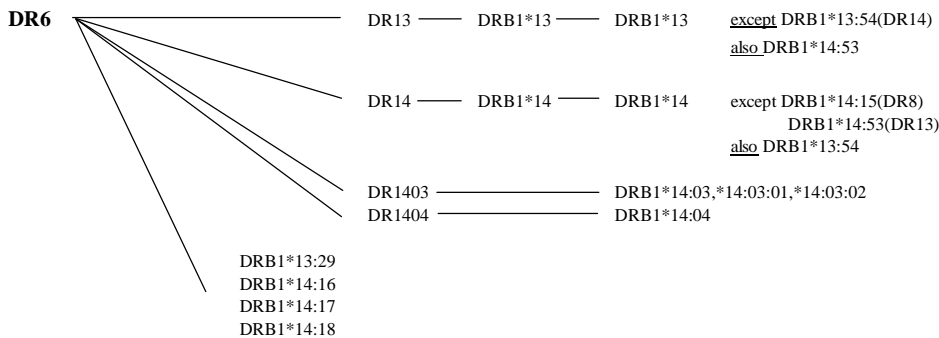 DR6 DR13 DRB1*13 DRB1*13 except DRB1*13:54(DR14)
also DRB1*14:53
DR14 DRB1*14 DRB1*14 except DRB1*14:15(DR8)
DRB1*14:53(DR13)
also DRB1*13:54
DR1403 DRB1*14:03,*14:03:01,*14:03:02
DR1404 DRB1*14:04
DRB1*13:29
DRB1*14:16
DRB1*14:17
DRB1*14:18